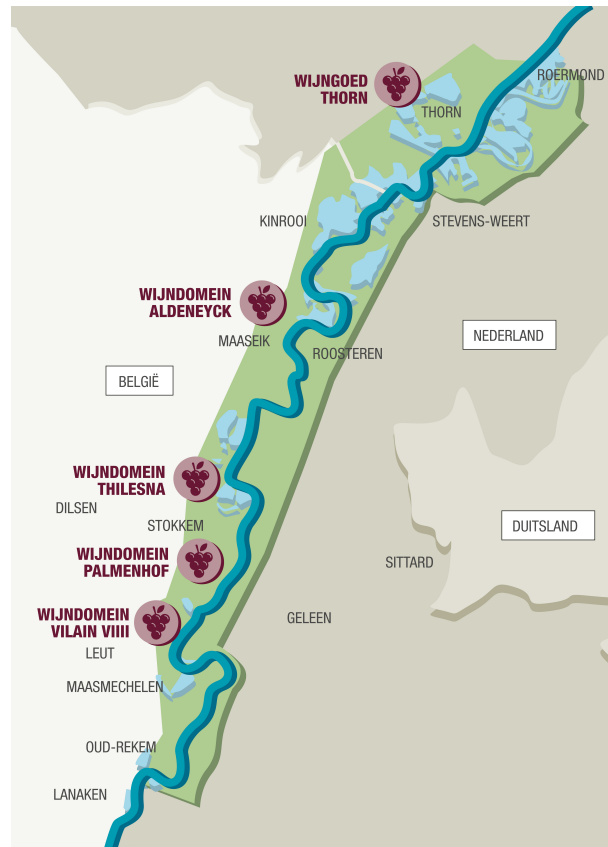 WIJNGOED
THORN
ROERMOND
THORN
KINROOI
STEVENS-WEERT
WIJNDOMEIN
ALDENEYCK
MAASEIK
ROOSTEREN
NEDERLAND
BELGIË
WIJNDOMEIN
THILESNA
DILSEN
STOKKEM
DUITSLAND
WIJNDOMEIN
PALMENHOF
SITTARD
WIJNDOMEIN
VILAIN VIIII
GELEEN
LEUT
MAASMECHELEN
OUD-REKEM
LANAKEN